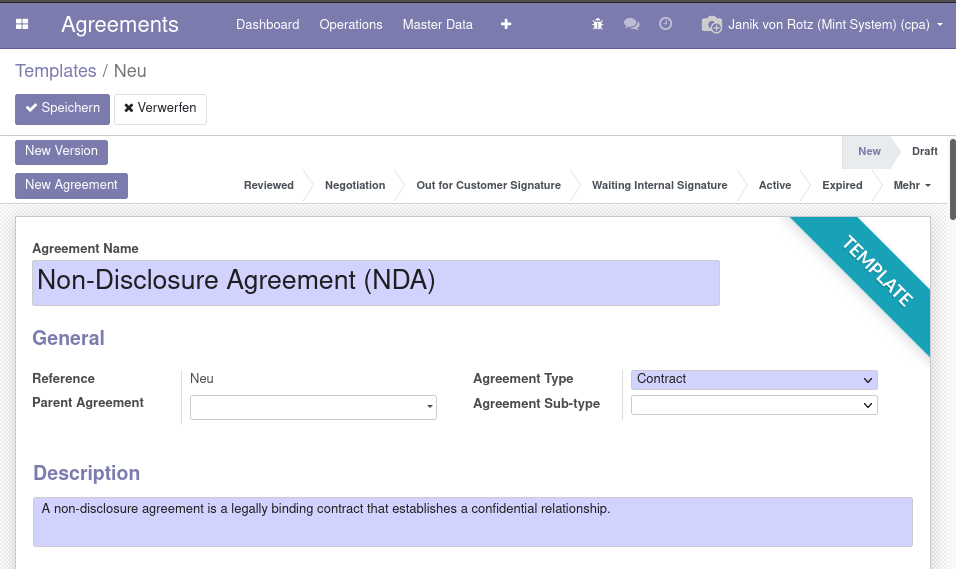 Agreements Dashboard Operations Master Data Janik von Rotz (Mint System) (cpa)
Templates / Neu
Speichern Verwerfen
New Version New Draft
New Agreement Reviewed Negotiation Out for Customer Signature Waiting Internal Signature Active Expired Mehr
TEMPLATE
Agreement Name
Non-Disclosure Agreement (NDA)
General
Reference Neu Agreement Type Contract
Parent Agreement Agreement Sub-type
Description
A non-disclosure agreement is a legally binding contract that establishes a confidential relationship.